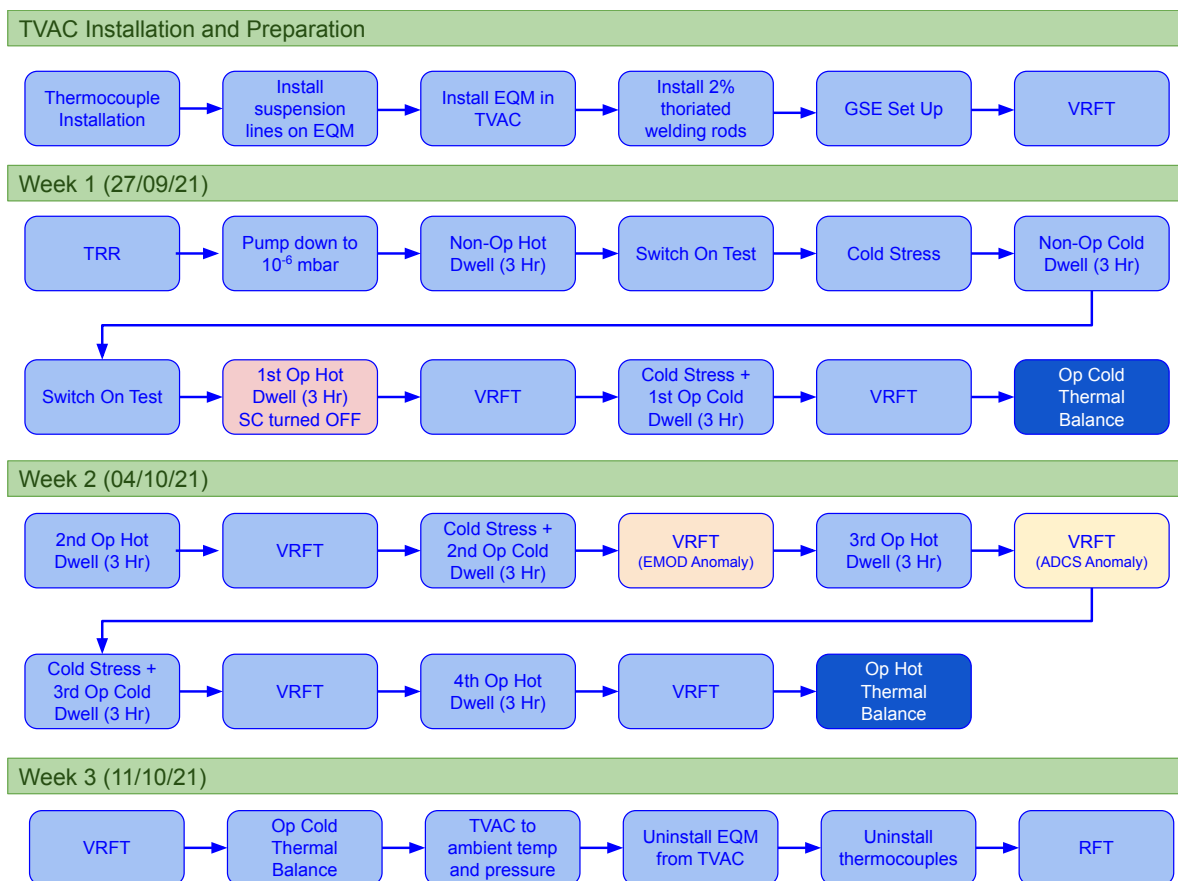 TVAC Installation and Preparation
Thermocouple
Installation
Install
suspension
lines on EQM
Install EQM in
TVAC
Install 2%
thoriated
welding rods
GSE Set Up
VRFT
Week 1 (27/09/21)
TRR
Pump down to
10⁻⁶ mbar
Non-Op Hot
Dwell (3 Hr)
Switch On Test
Cold Stress
Non-Op Cold
Dwell (3 Hr)
Switch On Test
1st Op Hot
Dwell (3 Hr)
SC turned OFF
VRFT
Cold Stress +
1st Op Cold
Dwell (3 Hr)
VRFT
Op Cold
Thermal
Balance
Week 2 (04/10/21)
2nd Op Hot
Dwell (3 Hr)
VRFT
Cold Stress +
2nd Op Cold
Dwell (3 Hr)
VRFT
(EMOD Anomaly)
3rd Op Hot
Dwell (3 Hr)
VRFT
(ADCS Anomaly)
Cold Stress +
3rd Op Cold
Dwell (3 Hr)
VRFT
4th Op Hot
Dwell (3 Hr)
VRFT
Op Hot
Thermal
Balance
Week 3 (11/10/21)
VRFT
Op Cold
Thermal
Balance
TVAC to
ambient temp
and pressure
Uninstall EQM
from TVAC
Uninstall
thermocouples
RFT